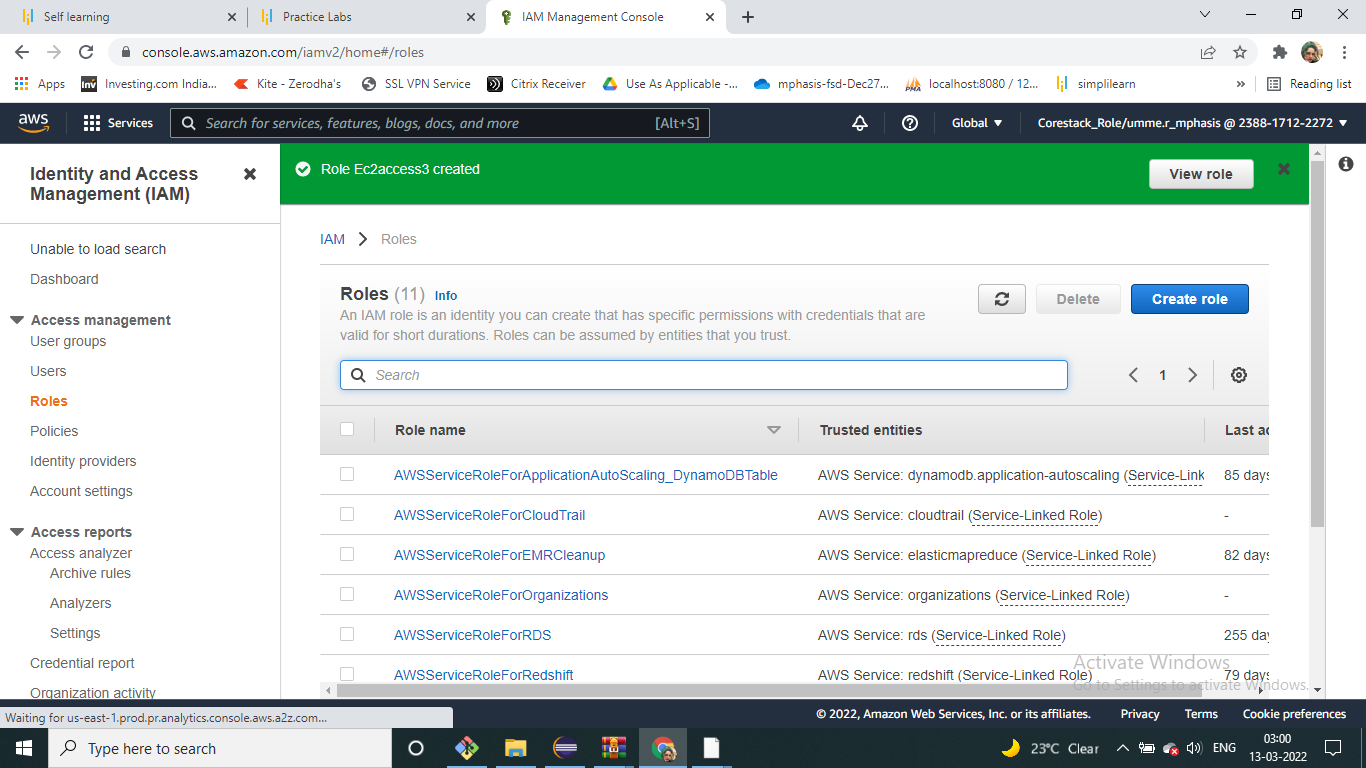 Self learning
Practice Labs
IAM Management Console
console.aws.amazon.com/iamv2/home#/roles
Apps
Inv
Investing.com India...
Kite - Zerodha's
SSL VPN Service
Citrix Receiver
Use As Applicable -...
mphasis-fsd-Dec27...
localhost:8080 / 12...
simplilearn
»
Reading list
aws
Services
Search for services, features, blogs, docs, and more
[Alt+S]
Global
Corestack_Role/umme.r_mphasis @ 2388-1712-2272
Identity and Access
Management (IAM)
Unable to load search
Dashboard
Access management
User groups
Users
Roles
Policies
Identity providers
Account settings
Access reports
Access analyzer
Archive rules
Analyzers
Settings
Credential report
Organization activity
Role Ec2access3 created
View role
IAM
Roles
Roles (11) Info
An IAM role is an identity you can create that has specific permissions with credentials that are
valid for short durations. Roles can be assumed by entities that you trust.
Delete
Create role
Search
1
Role name
Trusted entities
Last ac
AWSServiceRoleForApplicationAutoScaling_DynamoDBTable
AWS Service: dynamodb.application-autoscaling (Service-Link
85 days
AWSServiceRoleForCloudTrail
AWS Service: cloudtrail (Service-Linked Role)
-
AWSServiceRoleForEMRCleanup
AWS Service: elasticmapreduce (Service-Linked Role)
82 days
AWSServiceRoleForOrganizations
AWS Service: organizations (Service-Linked Role)
-
AWSServiceRoleForRDS
AWS Service: rds (Service-Linked Role)
255 day
AWSServiceRoleForRedshift
AWS Service: redshift (Service-Linked Role)
79 days
Activate Windows
Go to Settings to activate Windows.
Waiting for us-east-1.prod.pr.analytics.console.aws.a2z.com...
© 2022, Amazon Web Services, Inc. or its affiliates.
Privacy
Terms
Cookie preferences
Type here to search
23°C Clear
ENG
03:00
13-03-2022